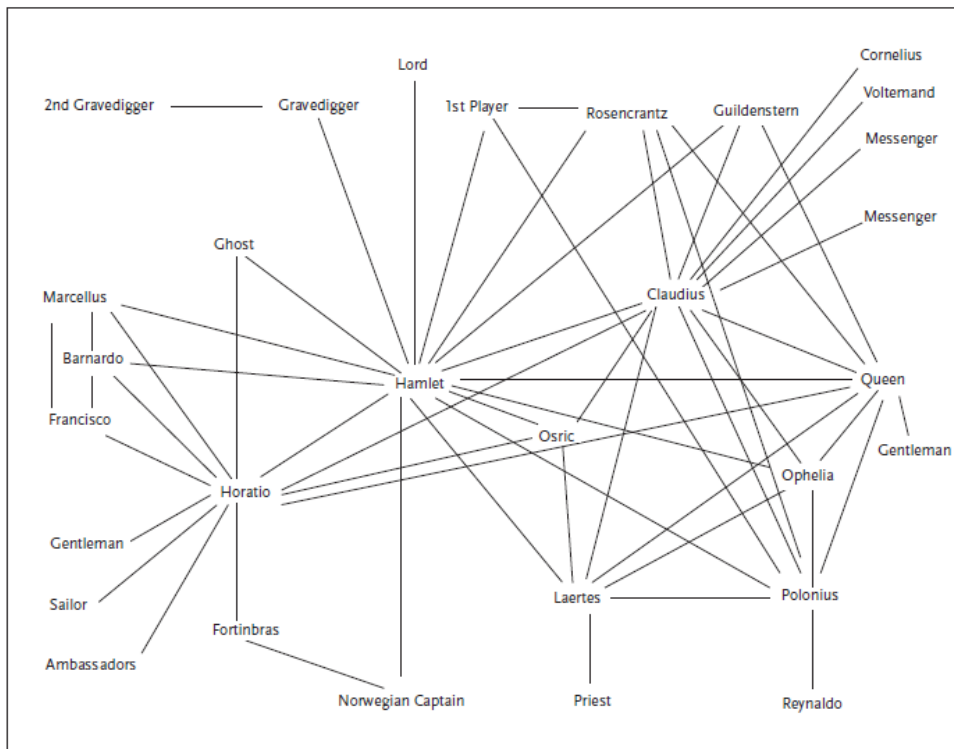 Lord
Cornelius
Voltemand
2nd Gravedigger
Gravedigger
1st Player
Rosencrantz
Guildenstern
Messenger
Messenger
Ghost
Marcellus
Claudius
Barnardo
Hamlet
Queen
Francisco
Osric
Gentleman
Ophelia
Horatio
Gentleman
Sailor
Laertes
Polonius
Fortinbras
Ambassadors
Norwegian Captain
Priest
Reynaldo